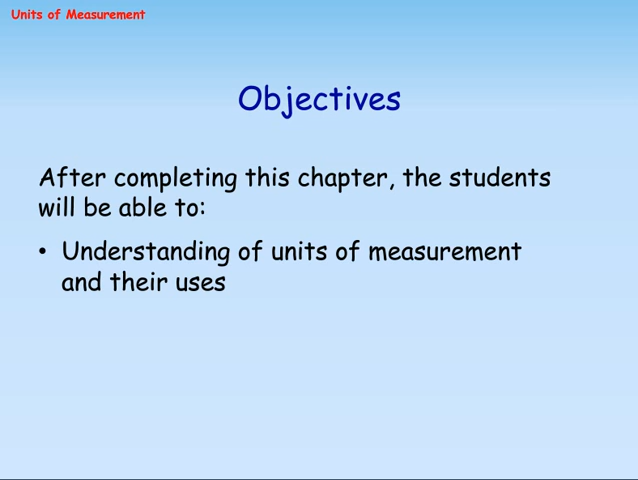 Units of Measurement
Objectives
After completing this chapter, the students
will be able to:
• Understanding of units of measurement
and their uses